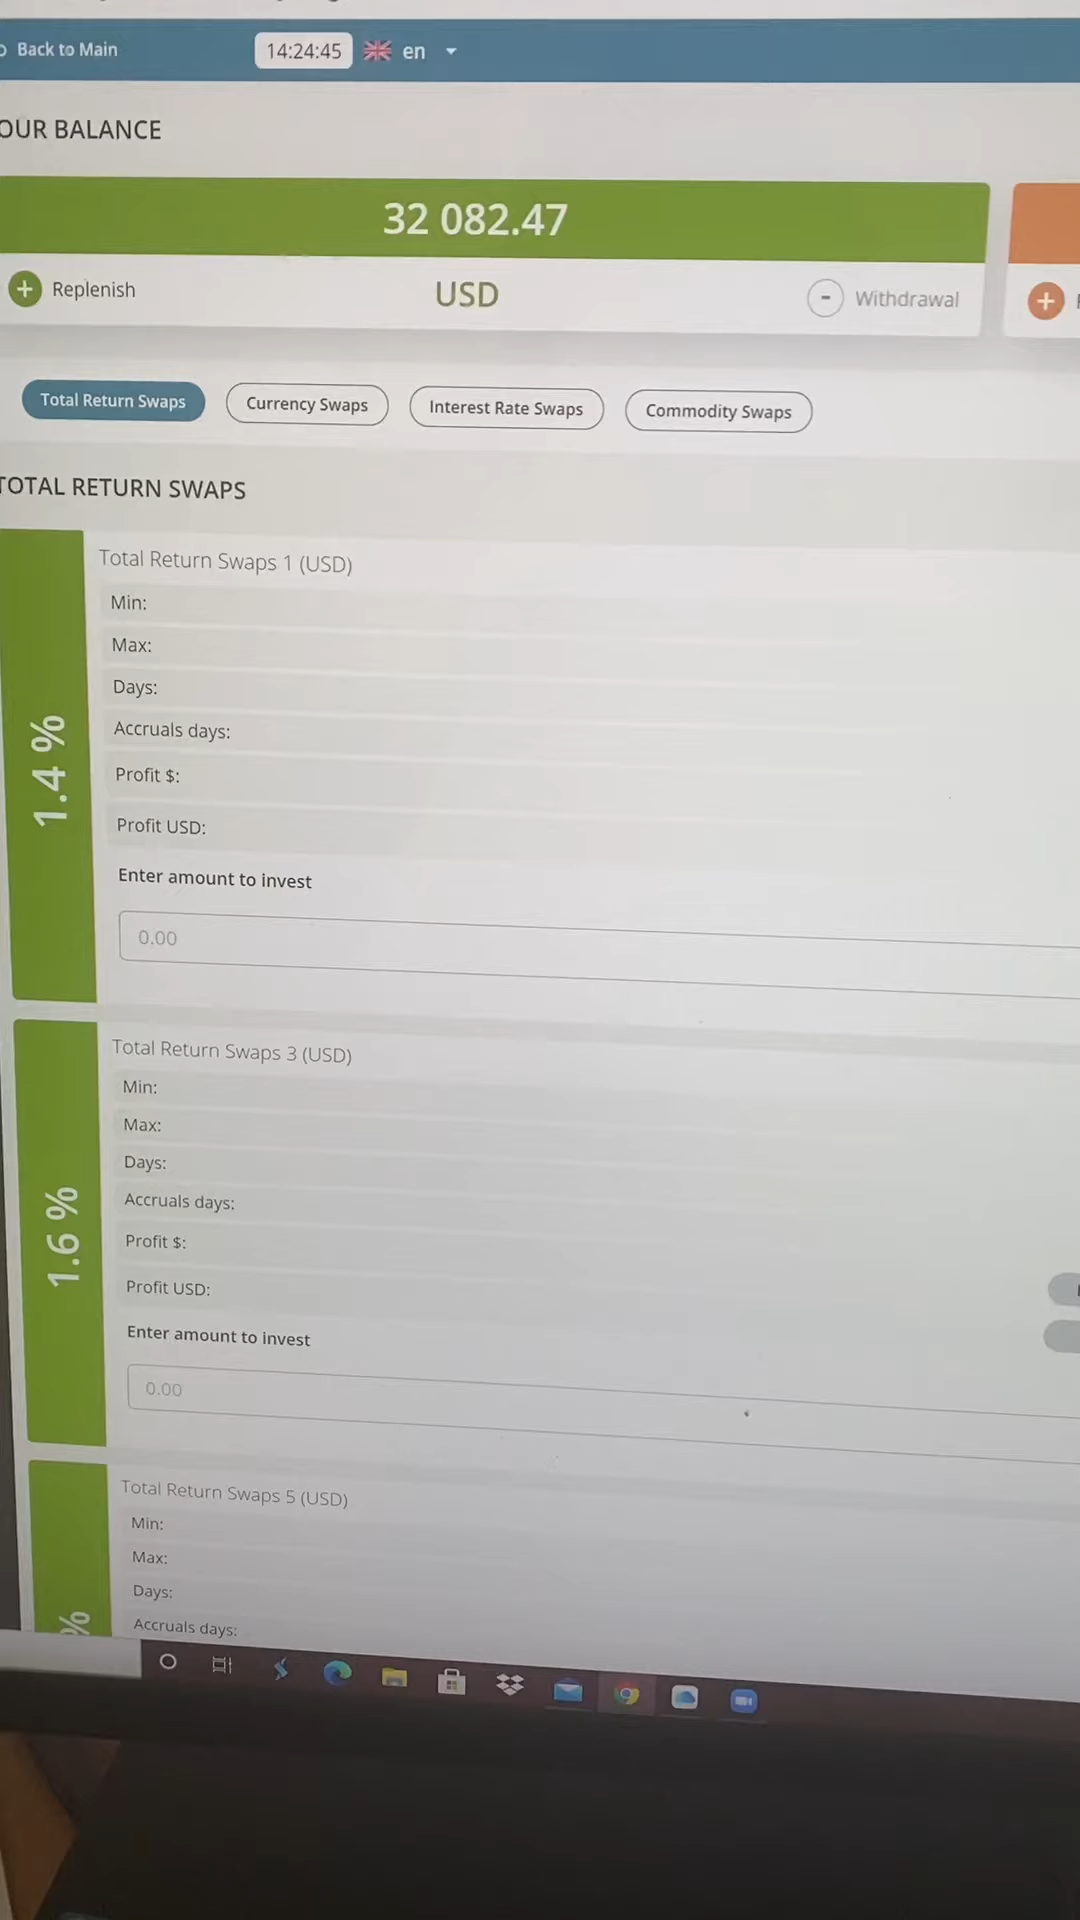 Back to Main
14:24:45
en
OUR BALANCE
32 082.47
Replenish
USD
Withdrawal
Total Return Swaps
Currency Swaps
Interest Rate Swaps
Commodity Swaps
TOTAL RETURN SWAPS
1.4 %
Total Return Swaps 1 (USD)
Min:
Max:
Days:
Accruals days:
Profit $:
Profit USD:
Enter amount to invest
0.00
1.6 %
Total Return Swaps 3 (USD)
Min:
Max:
Days:
Accruals days:
Profit $:
Profit USD:
Enter amount to invest
0.00
%
Total Return Swaps 5 (USD)
Min:
Max:
Days:
Accruals days: